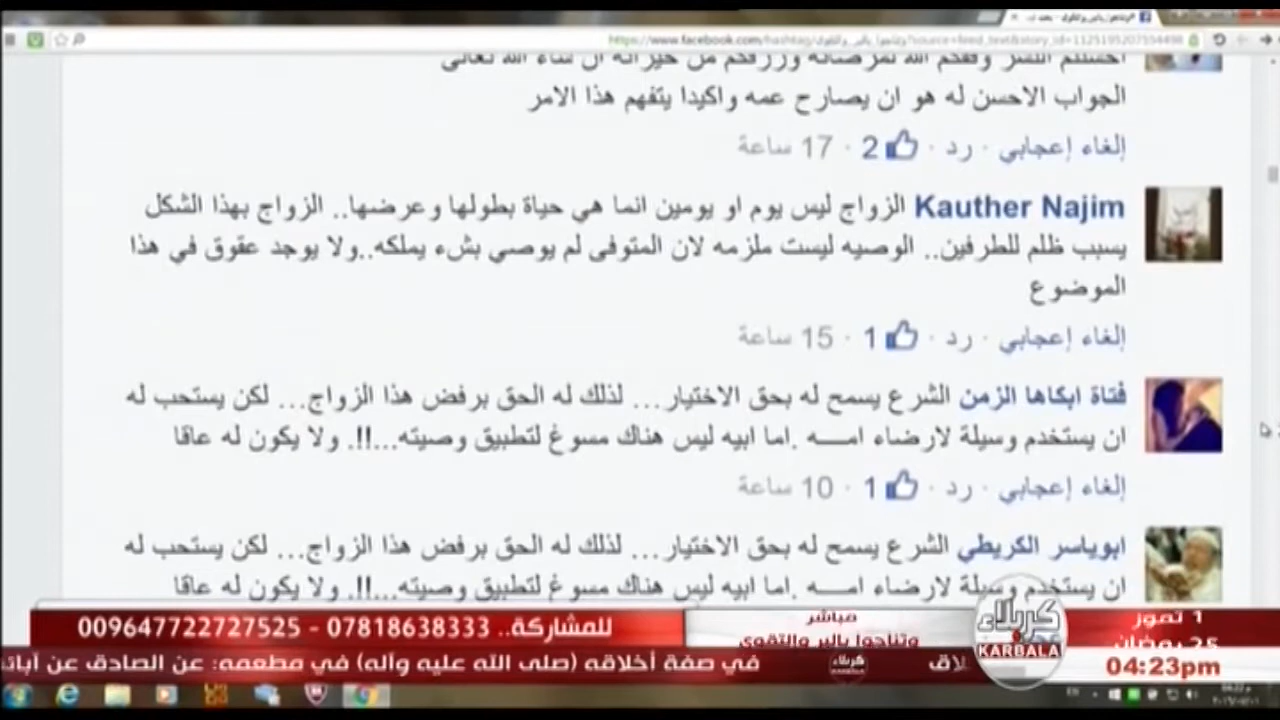 https://www.facebook.com/hashtag/
الجواب الاحسن له هو ان يصارح عمه واكيدا يتفهم هذا الامر
إلغاء إعجابي · رد · 2 · 17 ساعة
Kauther Najim الزواج ليس يوم او يومين انما هي حياة بطولها وعرضها.. الزواج بهذا الشكل
يسبب ظلم للطرفين.. الوصيه ليست ملزمه لان المتوفى لم يوصي بشء يملكه..ولا يوجد عقوق في هذا
الموضوع
إلغاء إعجابي · رد · 1 · 15 ساعة
فتاة ابكاها الزمن الشرع يسمح له بحق الاختيار... لذلك له الحق برفض هذا الزواج... لكن يستحب له
ان يستخدم وسيلة لارضاء امـــه .اما ابيه ليس هناك مسوغ لتطبيق وصيته...!!. ولا يكون له عاقا
إلغاء إعجابي · رد · 1 · 10 ساعة
ابوياسر الكريطي الشرع يسمح له بحق الاختيار... لذلك له الحق برفض هذا الزواج... لكن يستحب له
ان يستخدم وسيلة لارضاء امـــه .اما ابيه ليس هناك مسوغ لتطبيق وصيته...!!. ولا يكون له عاقا
للمشاركة.. 07818638333 - 009647722727525
مباشر
وتناجوا بالبر والتقوى
كربلاء
KARBALA
1 تموز
25 رمضان
04:23pm
في صفة أخلاقه (صلى الله عليه وآله) في مطعمه: عن الصادق عن
EN